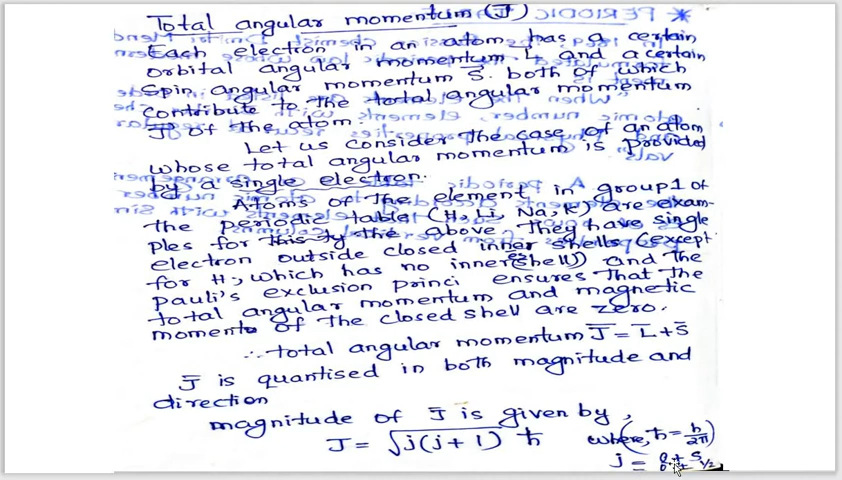 Total angular momentum (J̄)
Each electron in an atom has a certain
orbital angular momentum L̄ and a certain
Spin angular momentum S̄. both of which
contribute to the total angular momentum
J̄ of the atom.
Let us consider the case of an atom
whose total angular momentum is provided
by a single electron.
Atoms of the element in group 1 of
the periodic table (H, Li, Na, K) are exam-
ples for this ty the above. They have single
electron outside closed inner shells (except
for H, which has no inner shell) and the
Pauli's exclusion princi ensures that the
total angular momentum and magnetic
moment of the closed shell are zero.
∴ total angular momentum J̄ = L̄ + S̄
J̄ is quantised in both magnitude and
direction
magnitude of J̄ is given by,
J = √j(j+1) ħ where, (ħ = h/2π)
j =